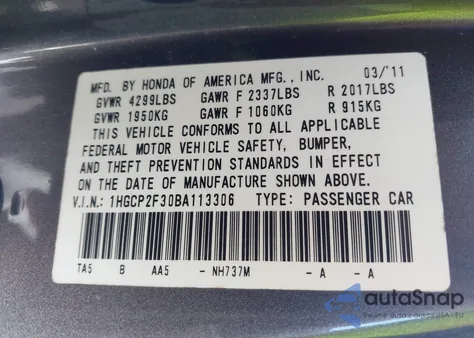 MFD. BY HONDA OF AMERICA MFG., INC. 03/'11
GVWR 4299LBS GAWR F 2337LBS R 2017LBS
GVWR 1950KG GAWR F 1060KG R 915KG
THIS VEHICLE CONFORMS TO ALL APPLICABLE
FEDERAL MOTOR VEHICLE SAFETY, BUMPER,
AND THEFT PREVENTION STANDARDS IN EFFECT
ON THE DATE OF MANUFACTURE SHOWN ABOVE.
V.I.N.: 1HGCP2F30BA113306 TYPE: PASSENGER CAR
TA5 B AA5 - NH737M - A - A
autoSnap